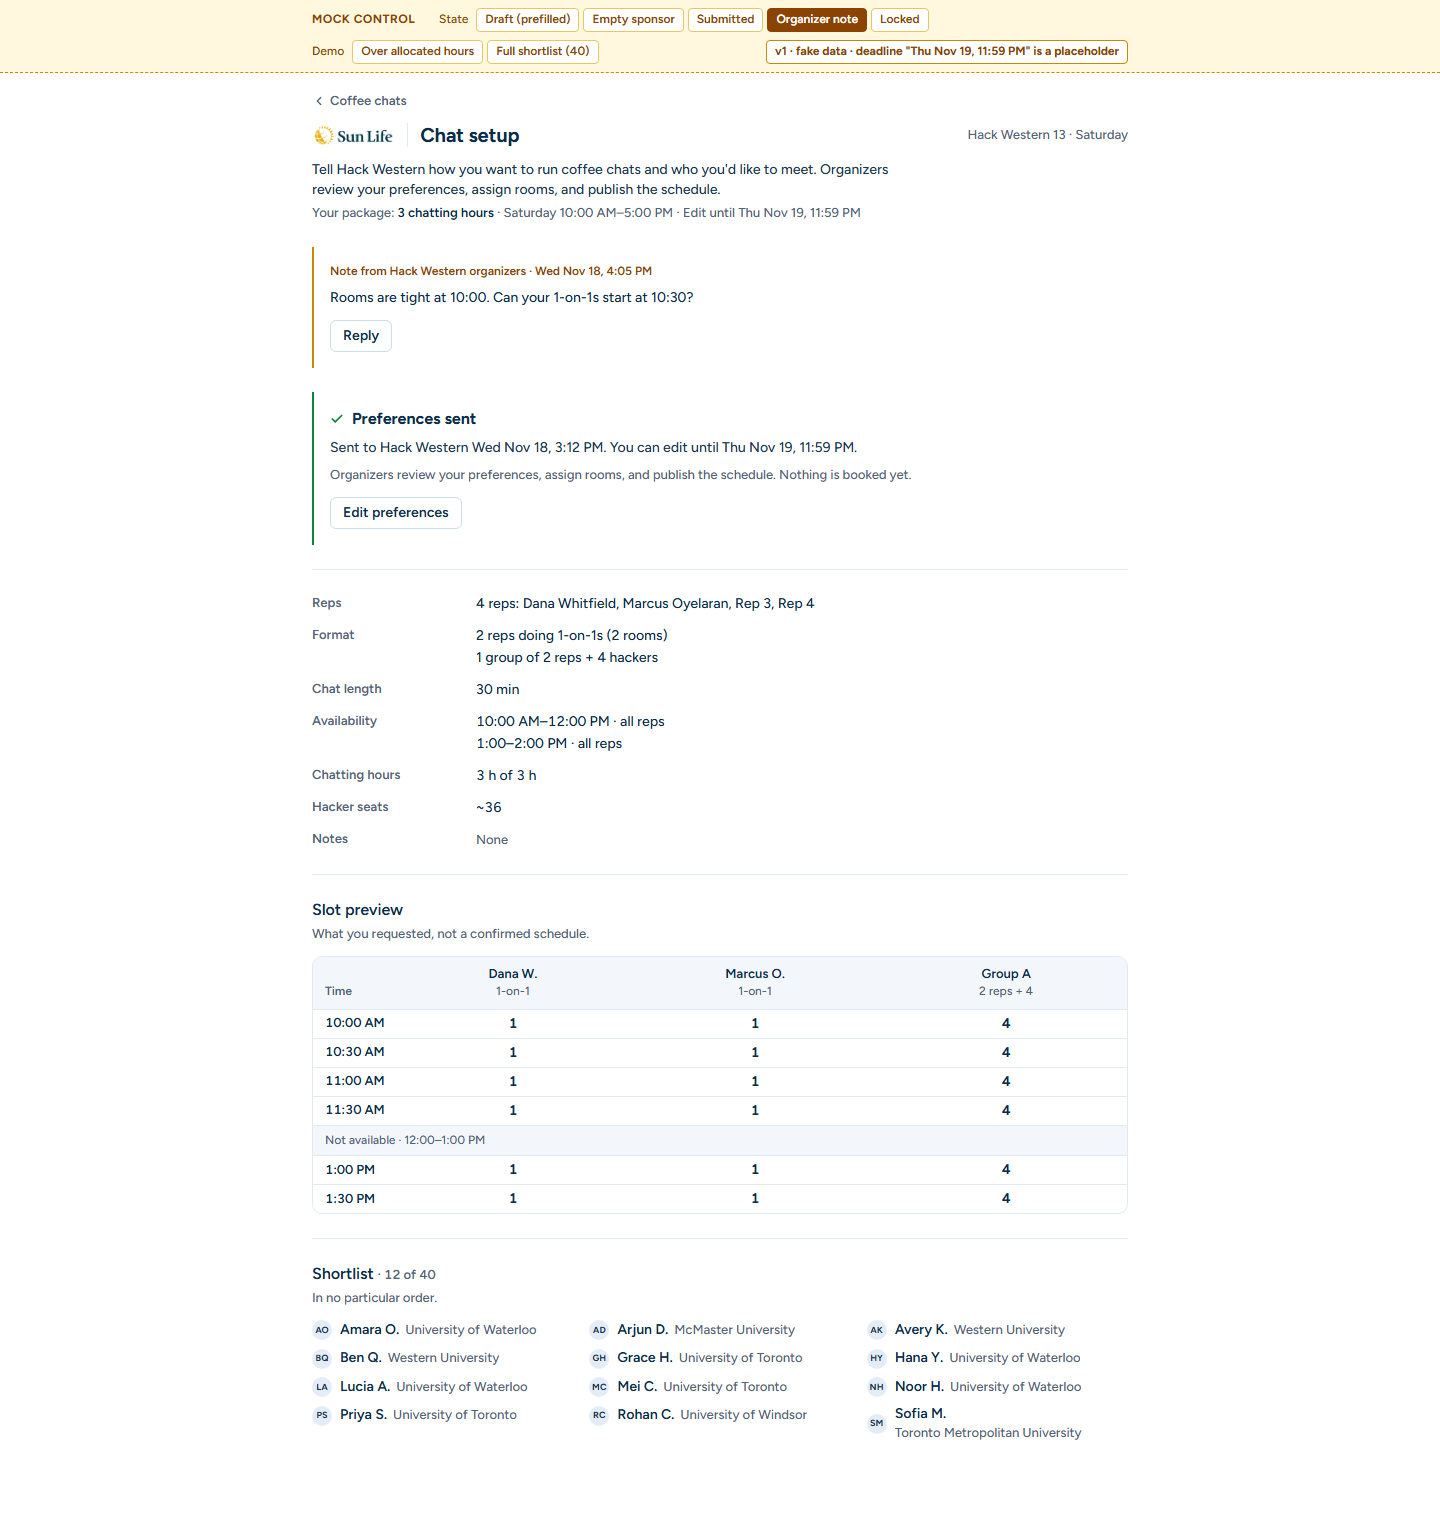 MOCK CONTROL State Draft (prefilled) Empty sponsor Submitted Organizer note Locked
Demo Over allocated hours Full shortlist (40) v1 · fake data · deadline "Thu Nov 19, 11:59 PM" is a placeholder
Coffee chats
Sun Life Chat setup Hack Western 13 · Saturday
Tell Hack Western how you want to run coffee chats and who you'd like to meet. Organizers
review your preferences, assign rooms, and publish the schedule.
Your package: 3 chatting hours · Saturday 10:00 AM–5:00 PM · Edit until Thu Nov 19, 11:59 PM
Note from Hack Western organizers · Wed Nov 18, 4:05 PM
Rooms are tight at 10:00. Can your 1-on-1s start at 10:30?
Reply
Preferences sent
Sent to Hack Western Wed Nov 18, 3:12 PM. You can edit until Thu Nov 19, 11:59 PM.
Organizers review your preferences, assign rooms, and publish the schedule. Nothing is booked yet.
Edit preferences
Reps 4 reps: Dana Whitfield, Marcus Oyelaran, Rep 3, Rep 4
Format 2 reps doing 1-on-1s (2 rooms)
1 group of 2 reps + 4 hackers
Chat length 30 min
Availability 10:00 AM–12:00 PM · all reps
1:00–2:00 PM · all reps
Chatting hours 3 h of 3 h
Hacker seats ~36
Notes None
Slot preview
What you requested, not a confirmed schedule.
Dana W. Marcus O. Group A
Time 1-on-1 1-on-1 2 reps + 4
10:00 AM 1 1 4
10:30 AM 1 1 4
11:00 AM 1 1 4
11:30 AM 1 1 4
Not available · 12:00–1:00 PM
1:00 PM 1 1 4
1:30 PM 1 1 4
Shortlist · 12 of 40
In no particular order.
AO Amara O. University of Waterloo AD Arjun D. McMaster University AK Avery K. Western University
BQ Ben Q. Western University GH Grace H. University of Toronto HY Hana Y. University of Waterloo
LA Lucia A. University of Waterloo MC Mei C. University of Toronto NH Noor H. University of Waterloo
PS Priya S. University of Toronto RC Rohan C. University of Windsor SM Sofia M.
Toronto Metropolitan University